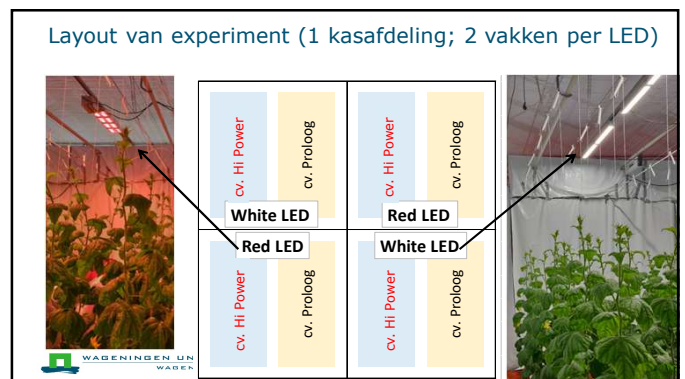 Layout van experiment (1 kasafdeling; 2 vakken per LED)
cv. Hi Power
cv. Proloog
cv. Hi Power
cv. Proloog
White LED
Red LED
Red LED
White LED
cv. Hi Power
cv. Proloog
cv. Hi Power
cv. Proloog
WAGENINGEN UN
WAGEN